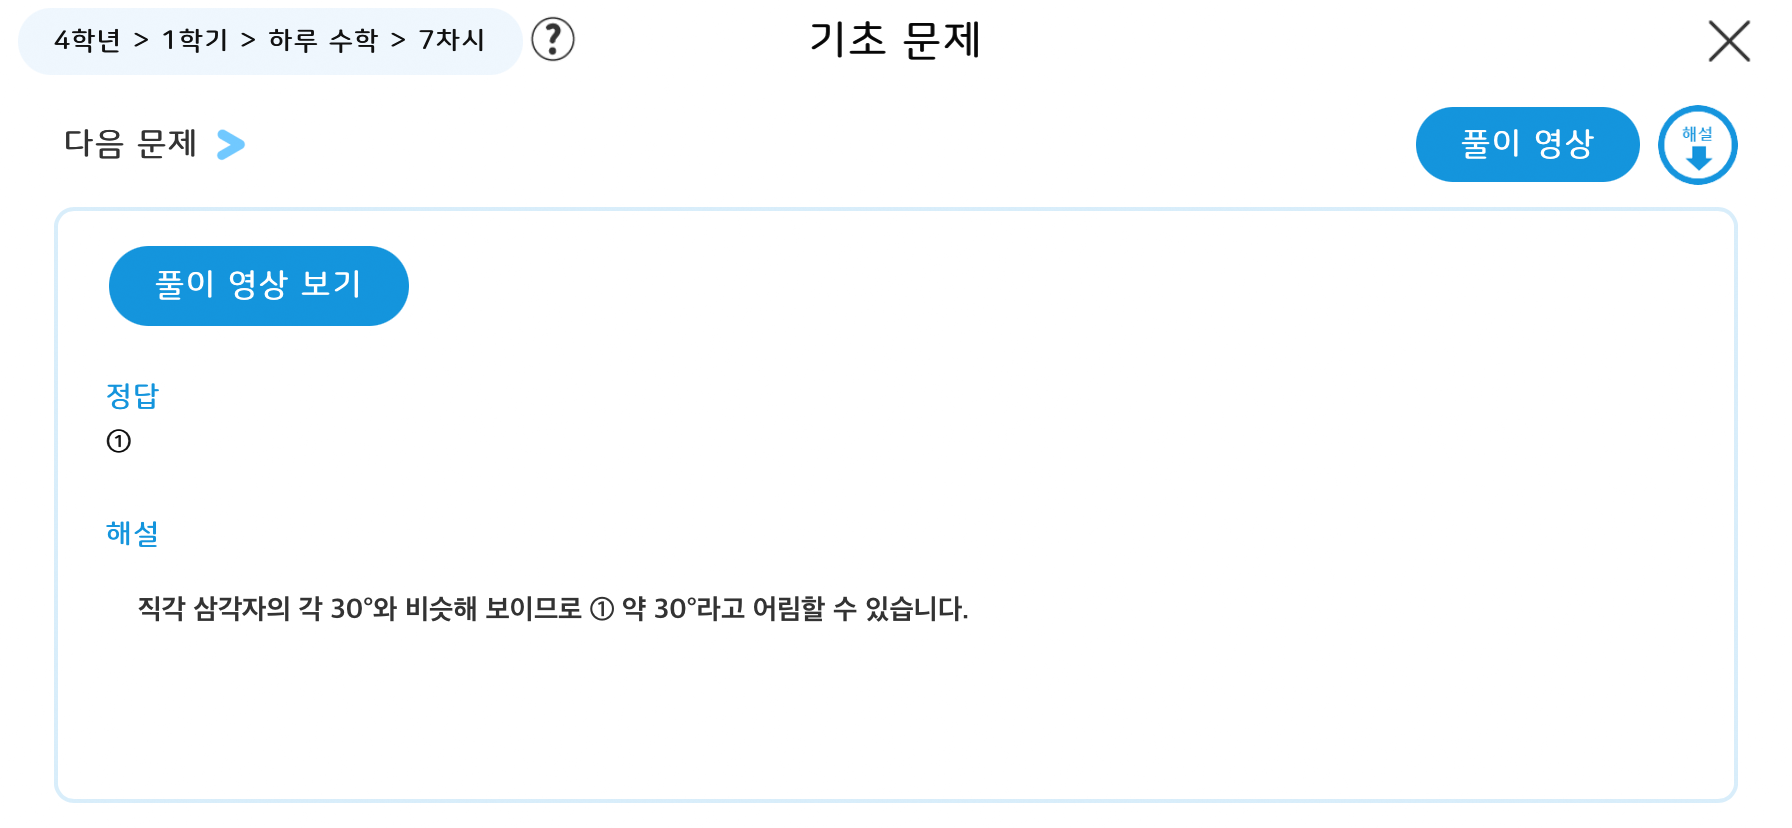 4학년 > 1학기 > 하루 수학 > 7차시
?
기초 문제
다음 문제
풀이 영상
해설
풀이 영상 보기
정답
①
해설
직각 삼각자의 각 30°와 비슷해 보이므로 ① 약 30°라고 어림할 수 있습니다.